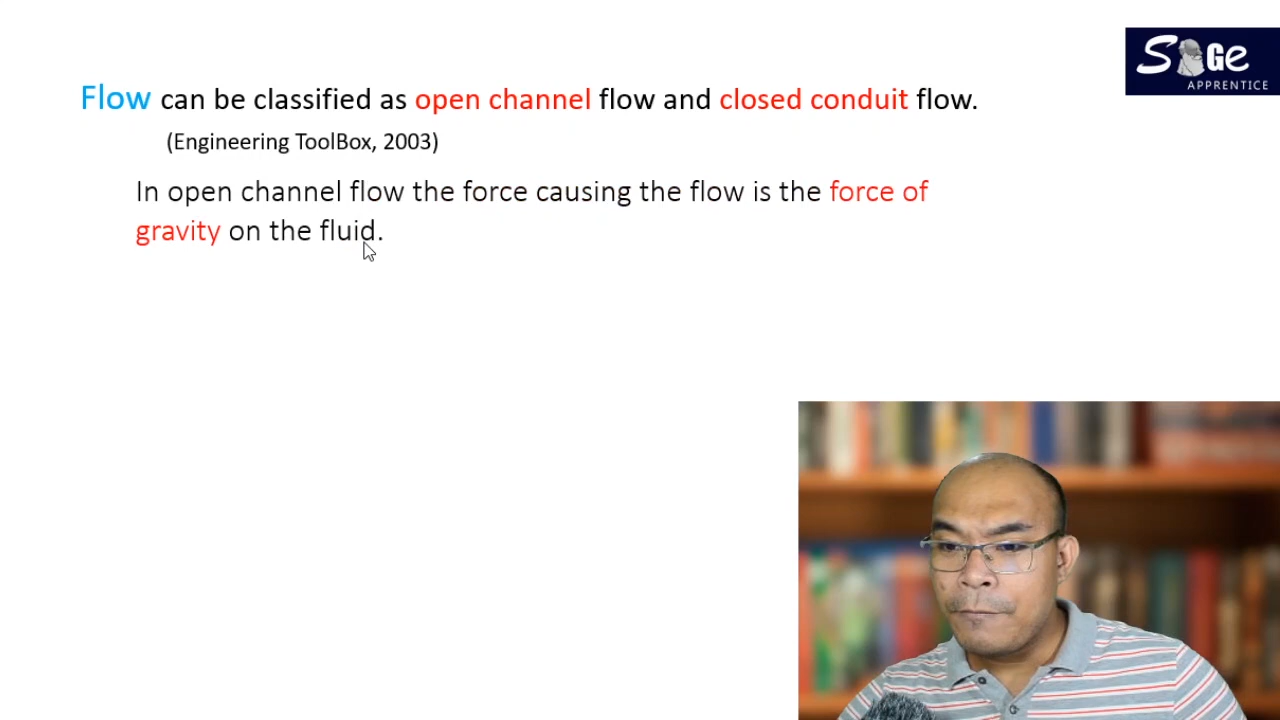 SAGe
APPRENTICE
Flow can be classified as open channel flow and closed conduit flow.
(Engineering ToolBox, 2003)
In open channel flow the force causing the flow is the force of
gravity on the fluid.